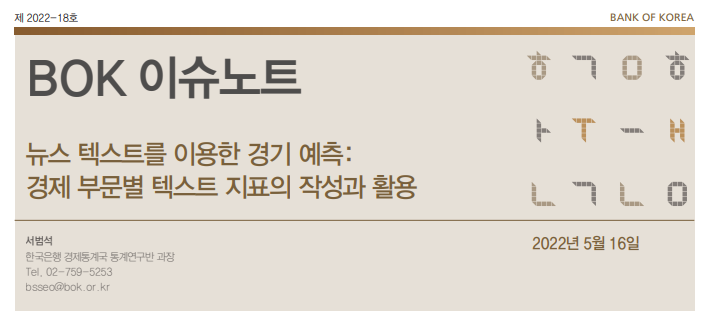 제 2022-18호
BANK OF KOREA
BOK 이슈노트
뉴스 텍스트를 이용한 경기 예측:
경제 부문별 텍스트 지표의 작성과 활용
ㅎ ㄱ ㅇ ㅎ
ㅏ ㅜ ㅡ ㅐ
ㄴ ㄱ ㄴ ㅇ
서범석
한국은행 경제통계국 통계연구반 과장
Tel. 02-759-5253
bsseo@bok.or.kr
2022년 5월 16일